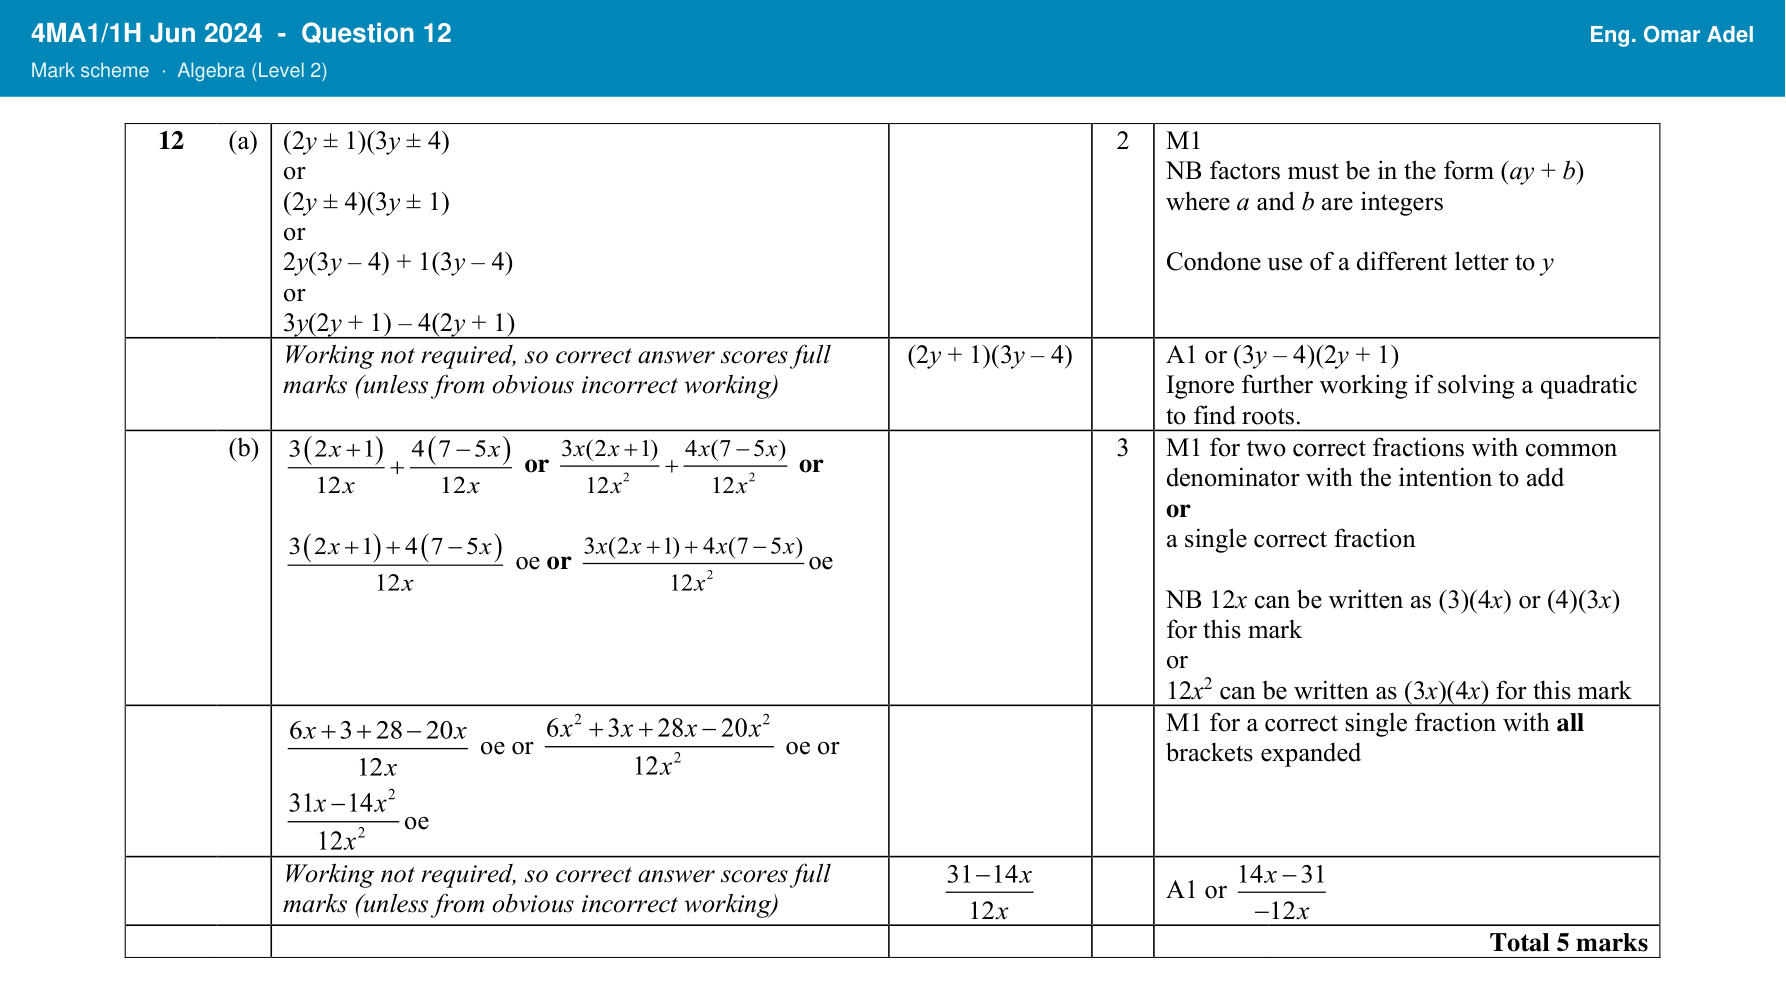 4MA1/1H Jun 2024 - Question 12
Eng. Omar Adel
Mark scheme · Algebra (Level 2)
12 (a) (2y ± 1)(3y ± 4)
or
(2y ± 4)(3y ± 1)
or
2y(3y – 4) + 1(3y – 4)
or
3y(2y + 1) – 4(2y + 1)
2
M1
NB factors must be in the form (ay + b)
where a and b are integers
Condone use of a different letter to y
Working not required, so correct answer scores full
marks (unless from obvious incorrect working)
(2y + 1)(3y – 4)
A1 or (3y – 4)(2y + 1)
Ignore further working if solving a quadratic
to find roots.
(b) 3(2x+1)/12x + 4(7−5x)/12x or 3x(2x+1)/12x² + 4x(7−5x)/12x² or
3(2x+1)+4(7−5x)/12x oe or 3x(2x+1)+4x(7−5x)/12x² oe
3
M1 for two correct fractions with common
denominator with the intention to add
or
a single correct fraction
NB 12x can be written as (3)(4x) or (4)(3x)
for this mark
or
12x² can be written as (3x)(4x) for this mark
6x+3+28−20x/12x oe or 6x²+3x+28x−20x²/12x² oe or
31x−14x²/12x² oe
M1 for a correct single fraction with all
brackets expanded
Working not required, so correct answer scores full
marks (unless from obvious incorrect working)
31−14x/12x
A1 or 14x−31/−12x
Total 5 marks